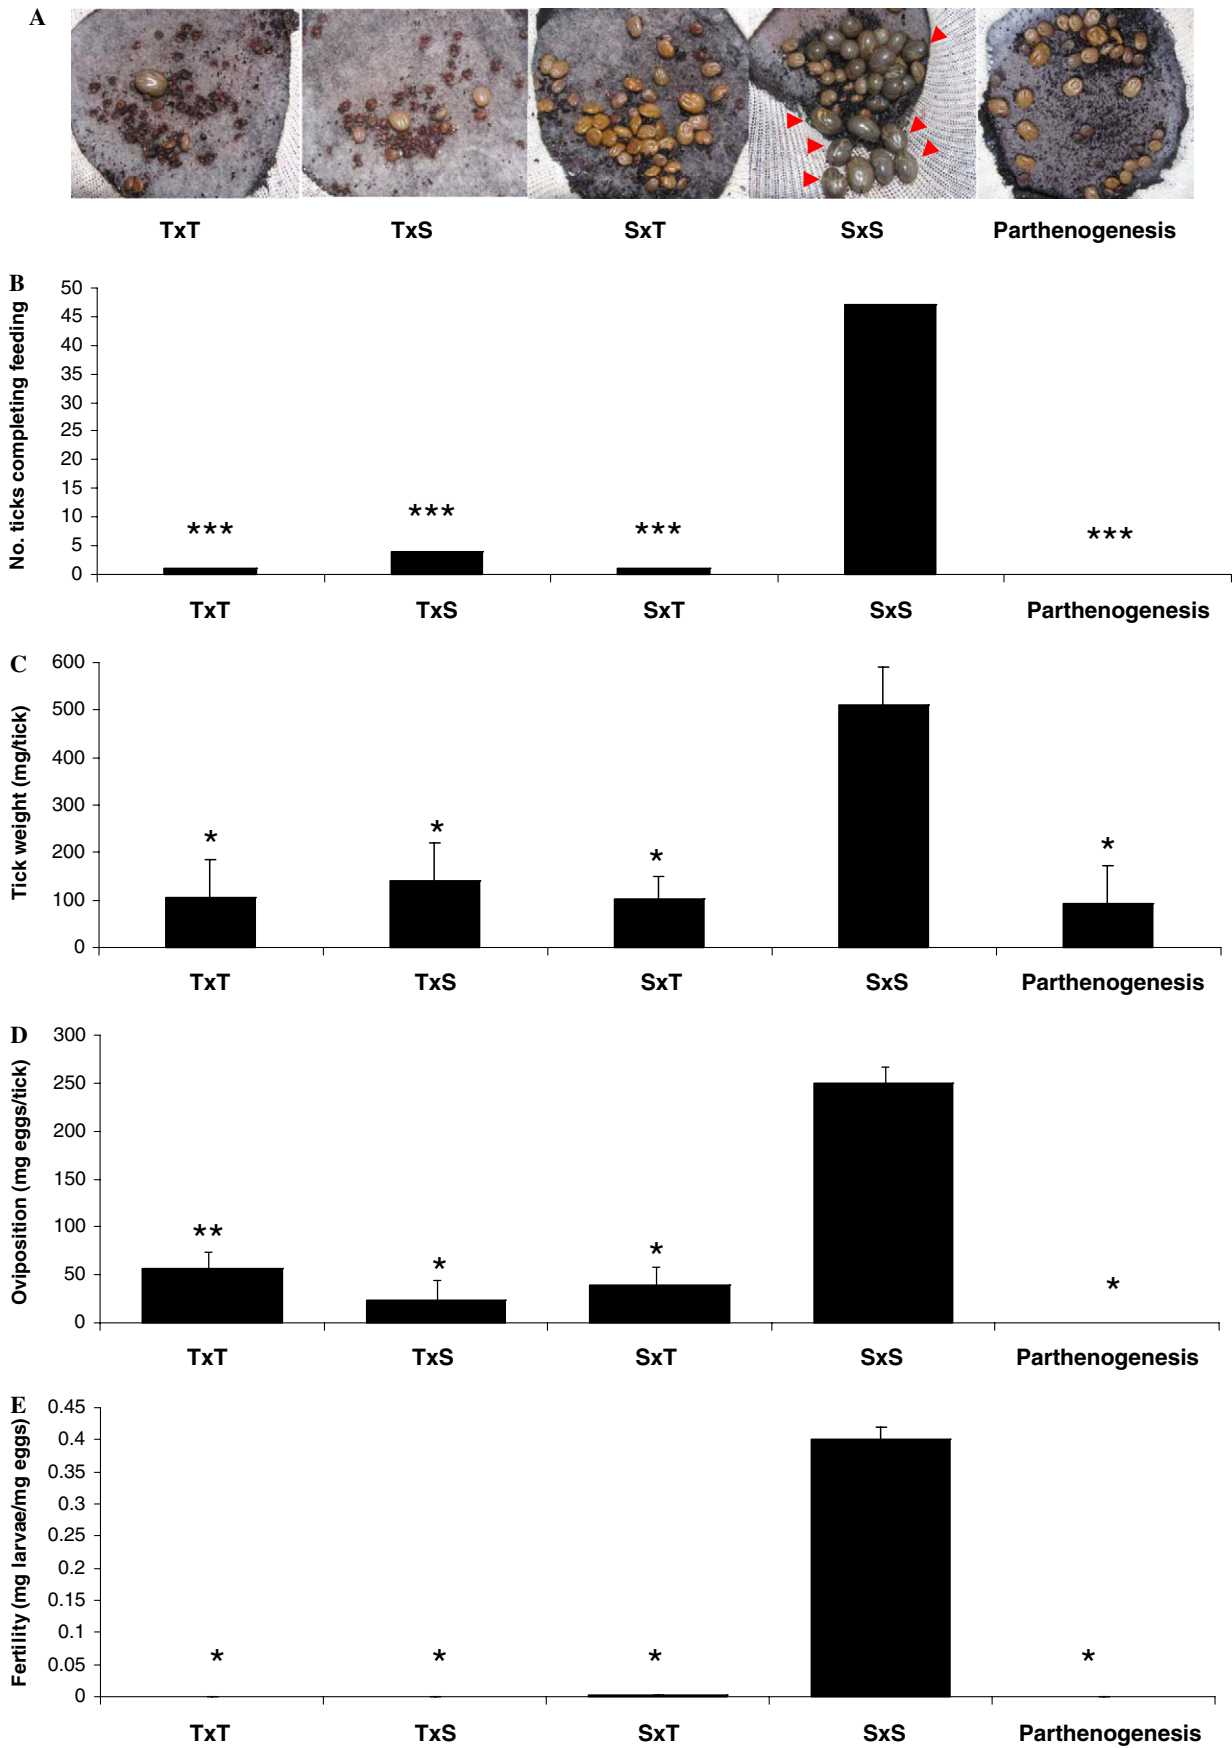 A
TxT TxS SxT SxS Parthenogenesis
B
No. ticks completing feeding
50
45
40
35
30
25
20
15
10
5
0
*** *** *** ***
TxT TxS SxT SxS Parthenogenesis
C
Tick weight (mg/tick)
600
500
400
300
200
100
0
* * * *
TxT TxS SxT SxS Parthenogenesis
D
Oviposition (mg eggs/tick)
300
250
200
150
100
50
0
** * * *
TxT TxS SxT SxS Parthenogenesis
E
Fertility (mg larvae/mg eggs)
0.45
0.4
0.35
0.3
0.25
0.2
0.15
0.1
0.05
0
* * * *
TxT TxS SxT SxS Parthenogenesis